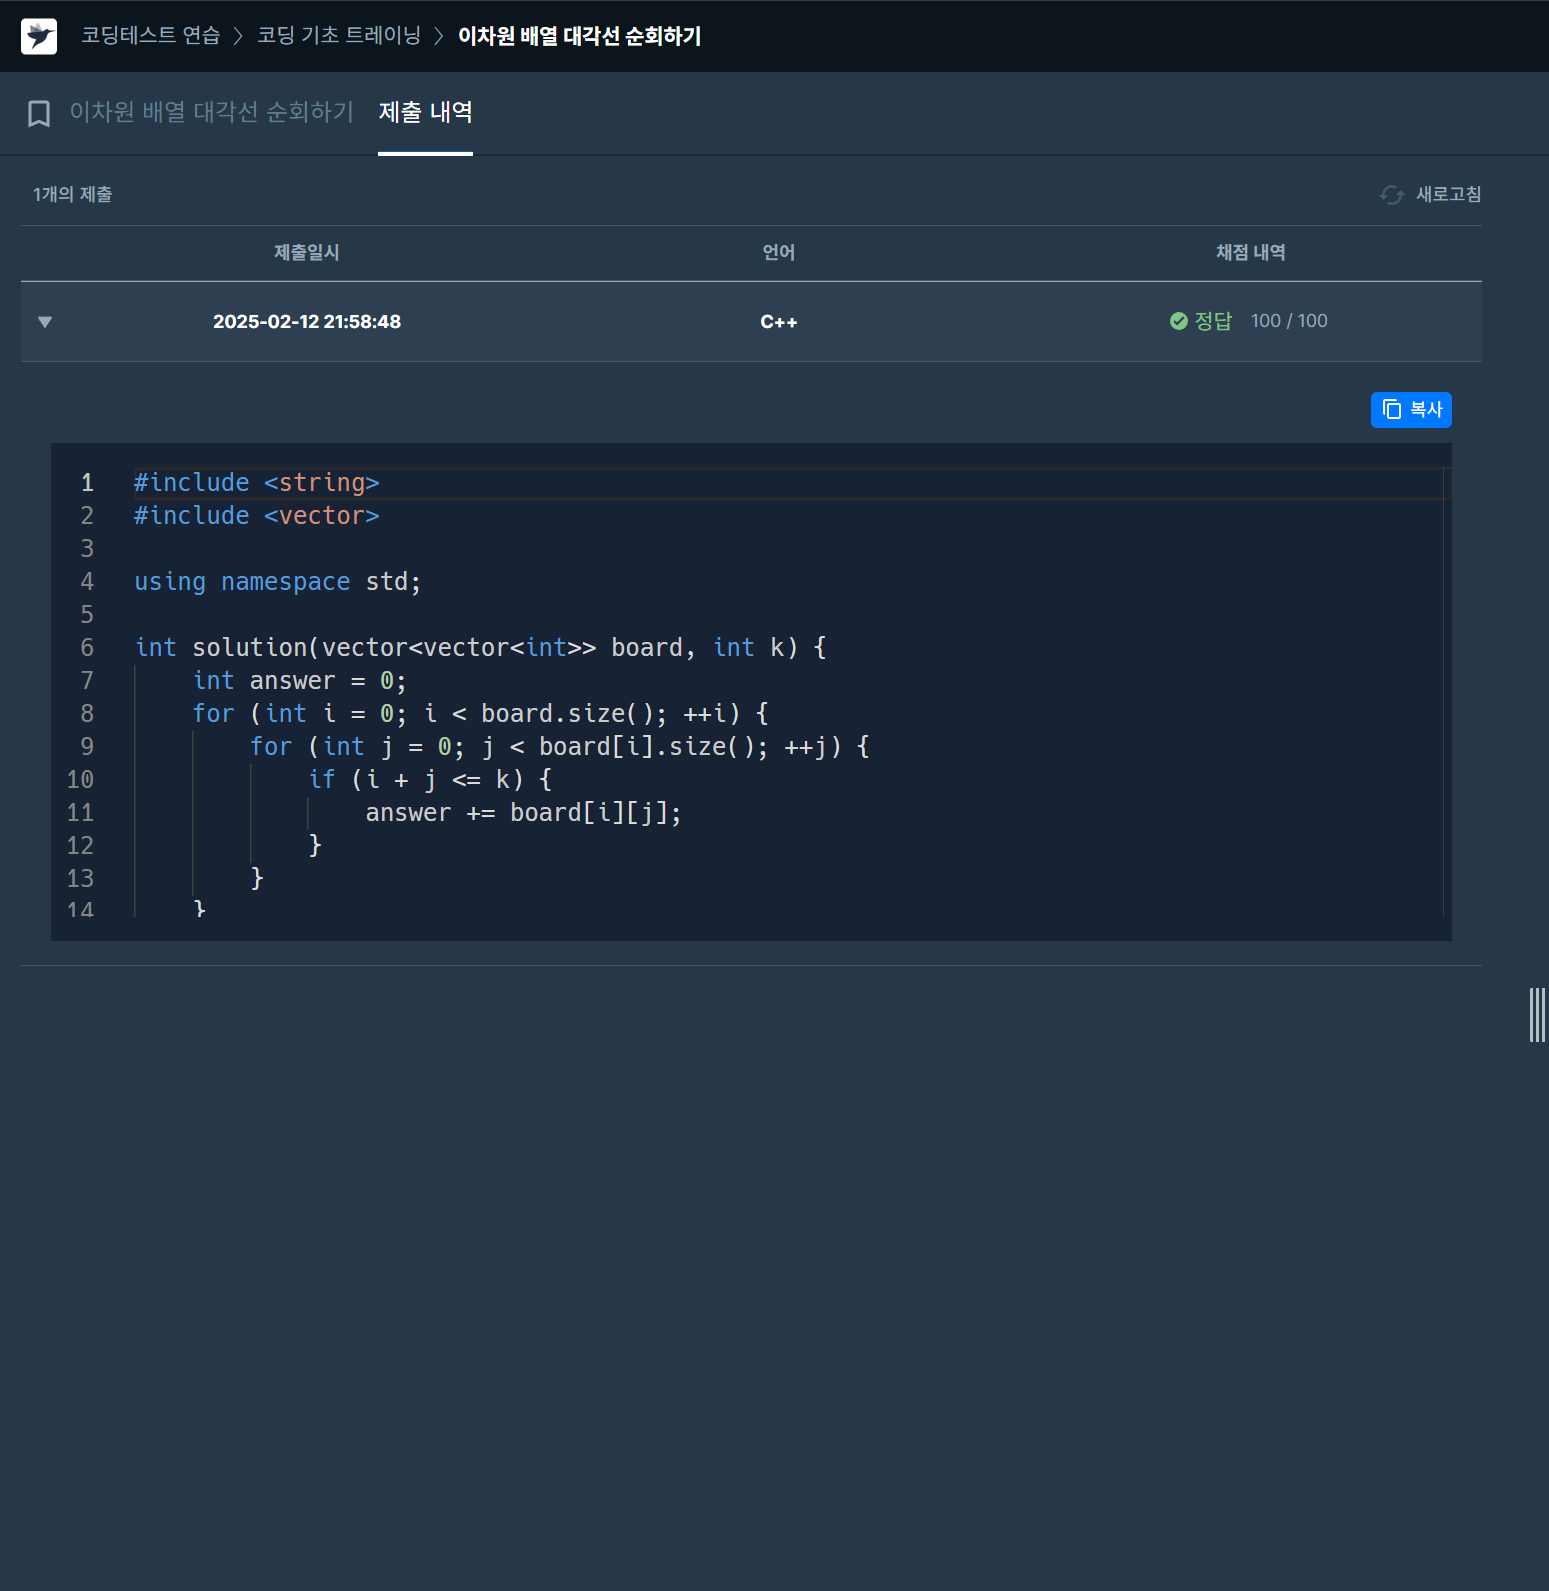 코딩테스트 연습 > 코딩 기초 트레이닝 > 이차원 배열 대각선 순회하기
이차원 배열 대각선 순회하기 제출 내역
1개의 제출 새로고침
제출일시 언어 채점 내역
2025-02-12 21:58:48 C++ 정답 100 / 100
복사
1 #include <string>
2 #include <vector>
3
4 using namespace std;
5
6 int solution(vector<vector<int>> board, int k) {
7     int answer = 0;
8     for (int i = 0; i < board.size(); ++i) {
9         for (int j = 0; j < board[i].size(); ++j) {
10             if (i + j <= k) {
11                 answer += board[i][j];
12             }
13         }
14     }